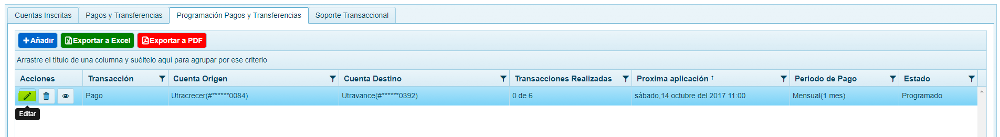 Cuentas Inscritas Pagos y Transferencias Programación Pagos y Transferencias Soporte Transaccional
Añadir Exportar a Excel Exportar a PDF
Arrastre el título de una columna y suéltelo aquí para agrupar por ese criterio
Acciones Transacción Cuenta Origen Cuenta Destino Transacciones Realizadas Proxima aplicación ↑ Periodo de Pago Estado
Pago Utracrecer(#******0084) Utravance(#******0392) 0 de 6 sábado,14 octubre del 2017 11:00 Mensual(1 mes) Programado
Editar